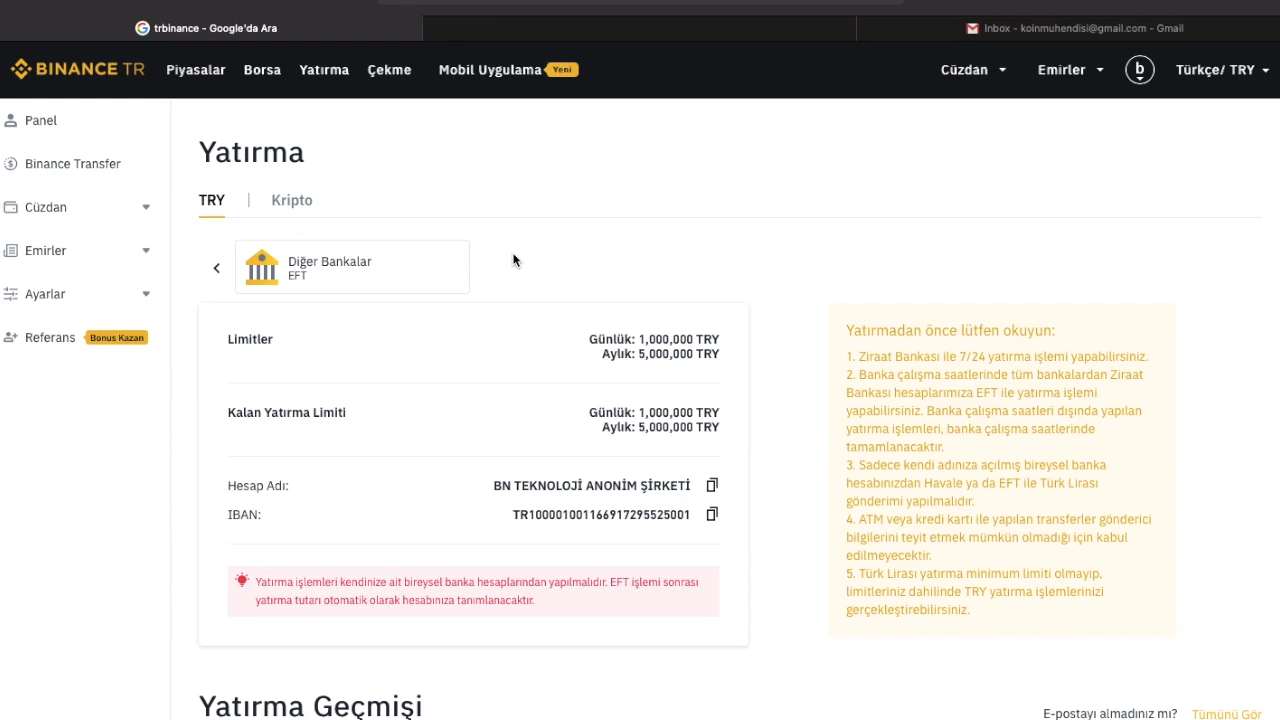 trbinance - Google'da Ara
Inbox - koinmuhendisi@gmail.com - Gmail
BINANCE TR Piyasalar Borsa Yatırma Çekme Mobil Uygulama Yeni Cüzdan Emirler b Türkçe/ TRY
Panel
Binance Transfer
Cüzdan
Emirler
Ayarlar
Referans Bonus Kazan
Yatırma
TRY | Kripto
Diğer Bankalar
EFT
Limitler Günlük: 1,000,000 TRY
Aylık: 5,000,000 TRY
Kalan Yatırma Limiti Günlük: 1,000,000 TRY
Aylık: 5,000,000 TRY
Hesap Adı: BN TEKNOLOJİ ANONİM ŞİRKETİ
IBAN: TR100001001166917295525001
Yatırma işlemleri kendinize ait bireysel banka hesaplarından yapılmalıdır. EFT işlemi sonrası
yatırma tutarı otomatik olarak hesabınıza tanımlanacaktır.
Yatırmadan önce lütfen okuyun:
1. Ziraat Bankası ile 7/24 yatırma işlemi yapabilirsiniz.
2. Banka çalışma saatlerinde tüm bankalardan Ziraat
Bankası hesaplarımıza EFT ile yatırma işlemi
yapabilirsiniz. Banka çalışma saatleri dışında yapılan
yatırma işlemleri, banka çalışma saatlerinde
tamamlanacaktır.
3. Sadece kendi adınıza açılmış bireysel banka
hesabınızdan Havale ya da EFT ile Türk Lirası
gönderimi yapılmalıdır.
4. ATM veya kredi kartı ile yapılan transferler gönderici
bilgilerini teyit etmek mümkün olmadığı için kabul
edilmeyecektir.
5. Türk Lirası yatırma minimum limiti olmayıp,
limitleriniz dahilinde TRY yatırma işlemlerinizi
gerçekleştirebilirsiniz.
Yatırma Geçmişi
E-postayı almadınız mı? Tümünü Gör